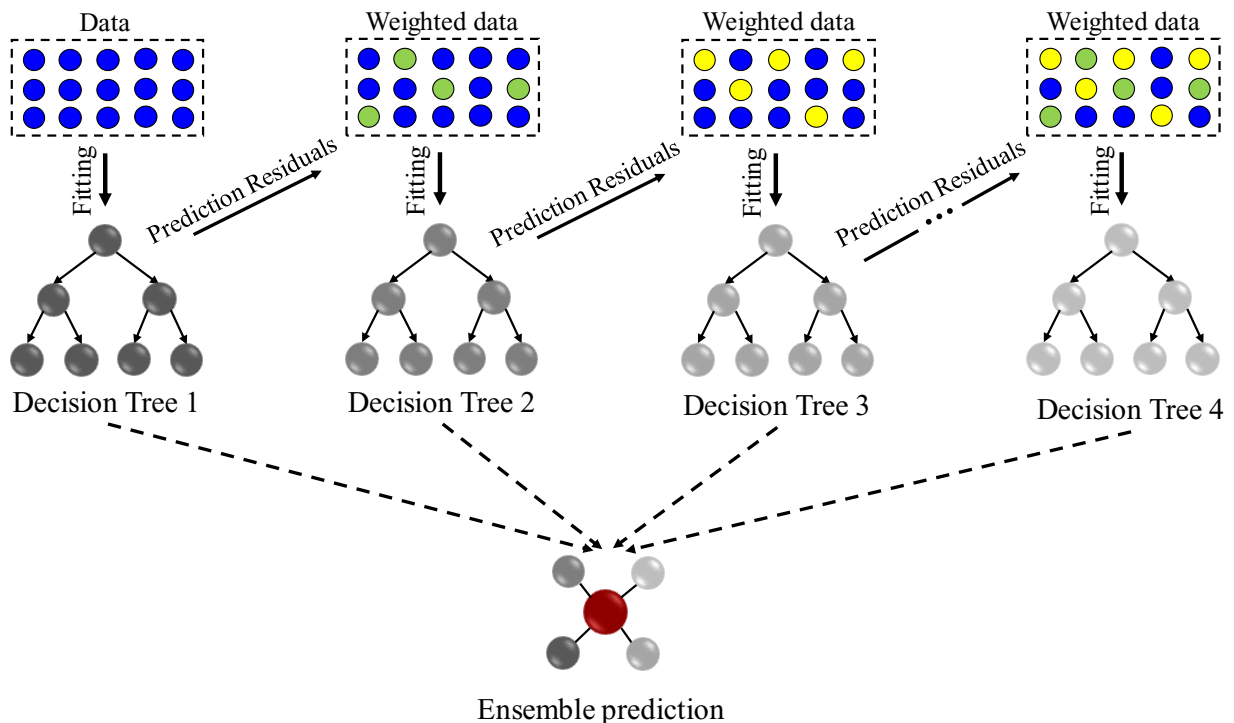 Data
Weighted data
Weighted data
Weighted data
Fitting
Prediction Residuals
Fitting
Prediction Residuals
Fitting
Prediction Residuals
...
Fitting
Decision Tree 1
Decision Tree 2
Decision Tree 3
Decision Tree 4
Ensemble prediction